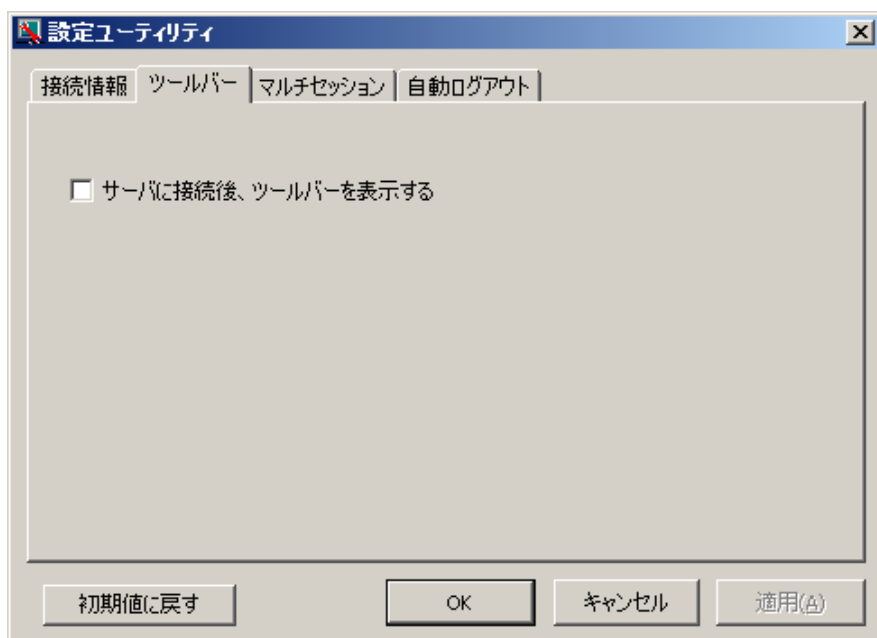 設定ユーティリティ
接続情報 ツールバー マルチセッション 自動ログアウト
サーバに接続後、ツールバーを表示する
初期値に戻す OK キャンセル 適用(A)